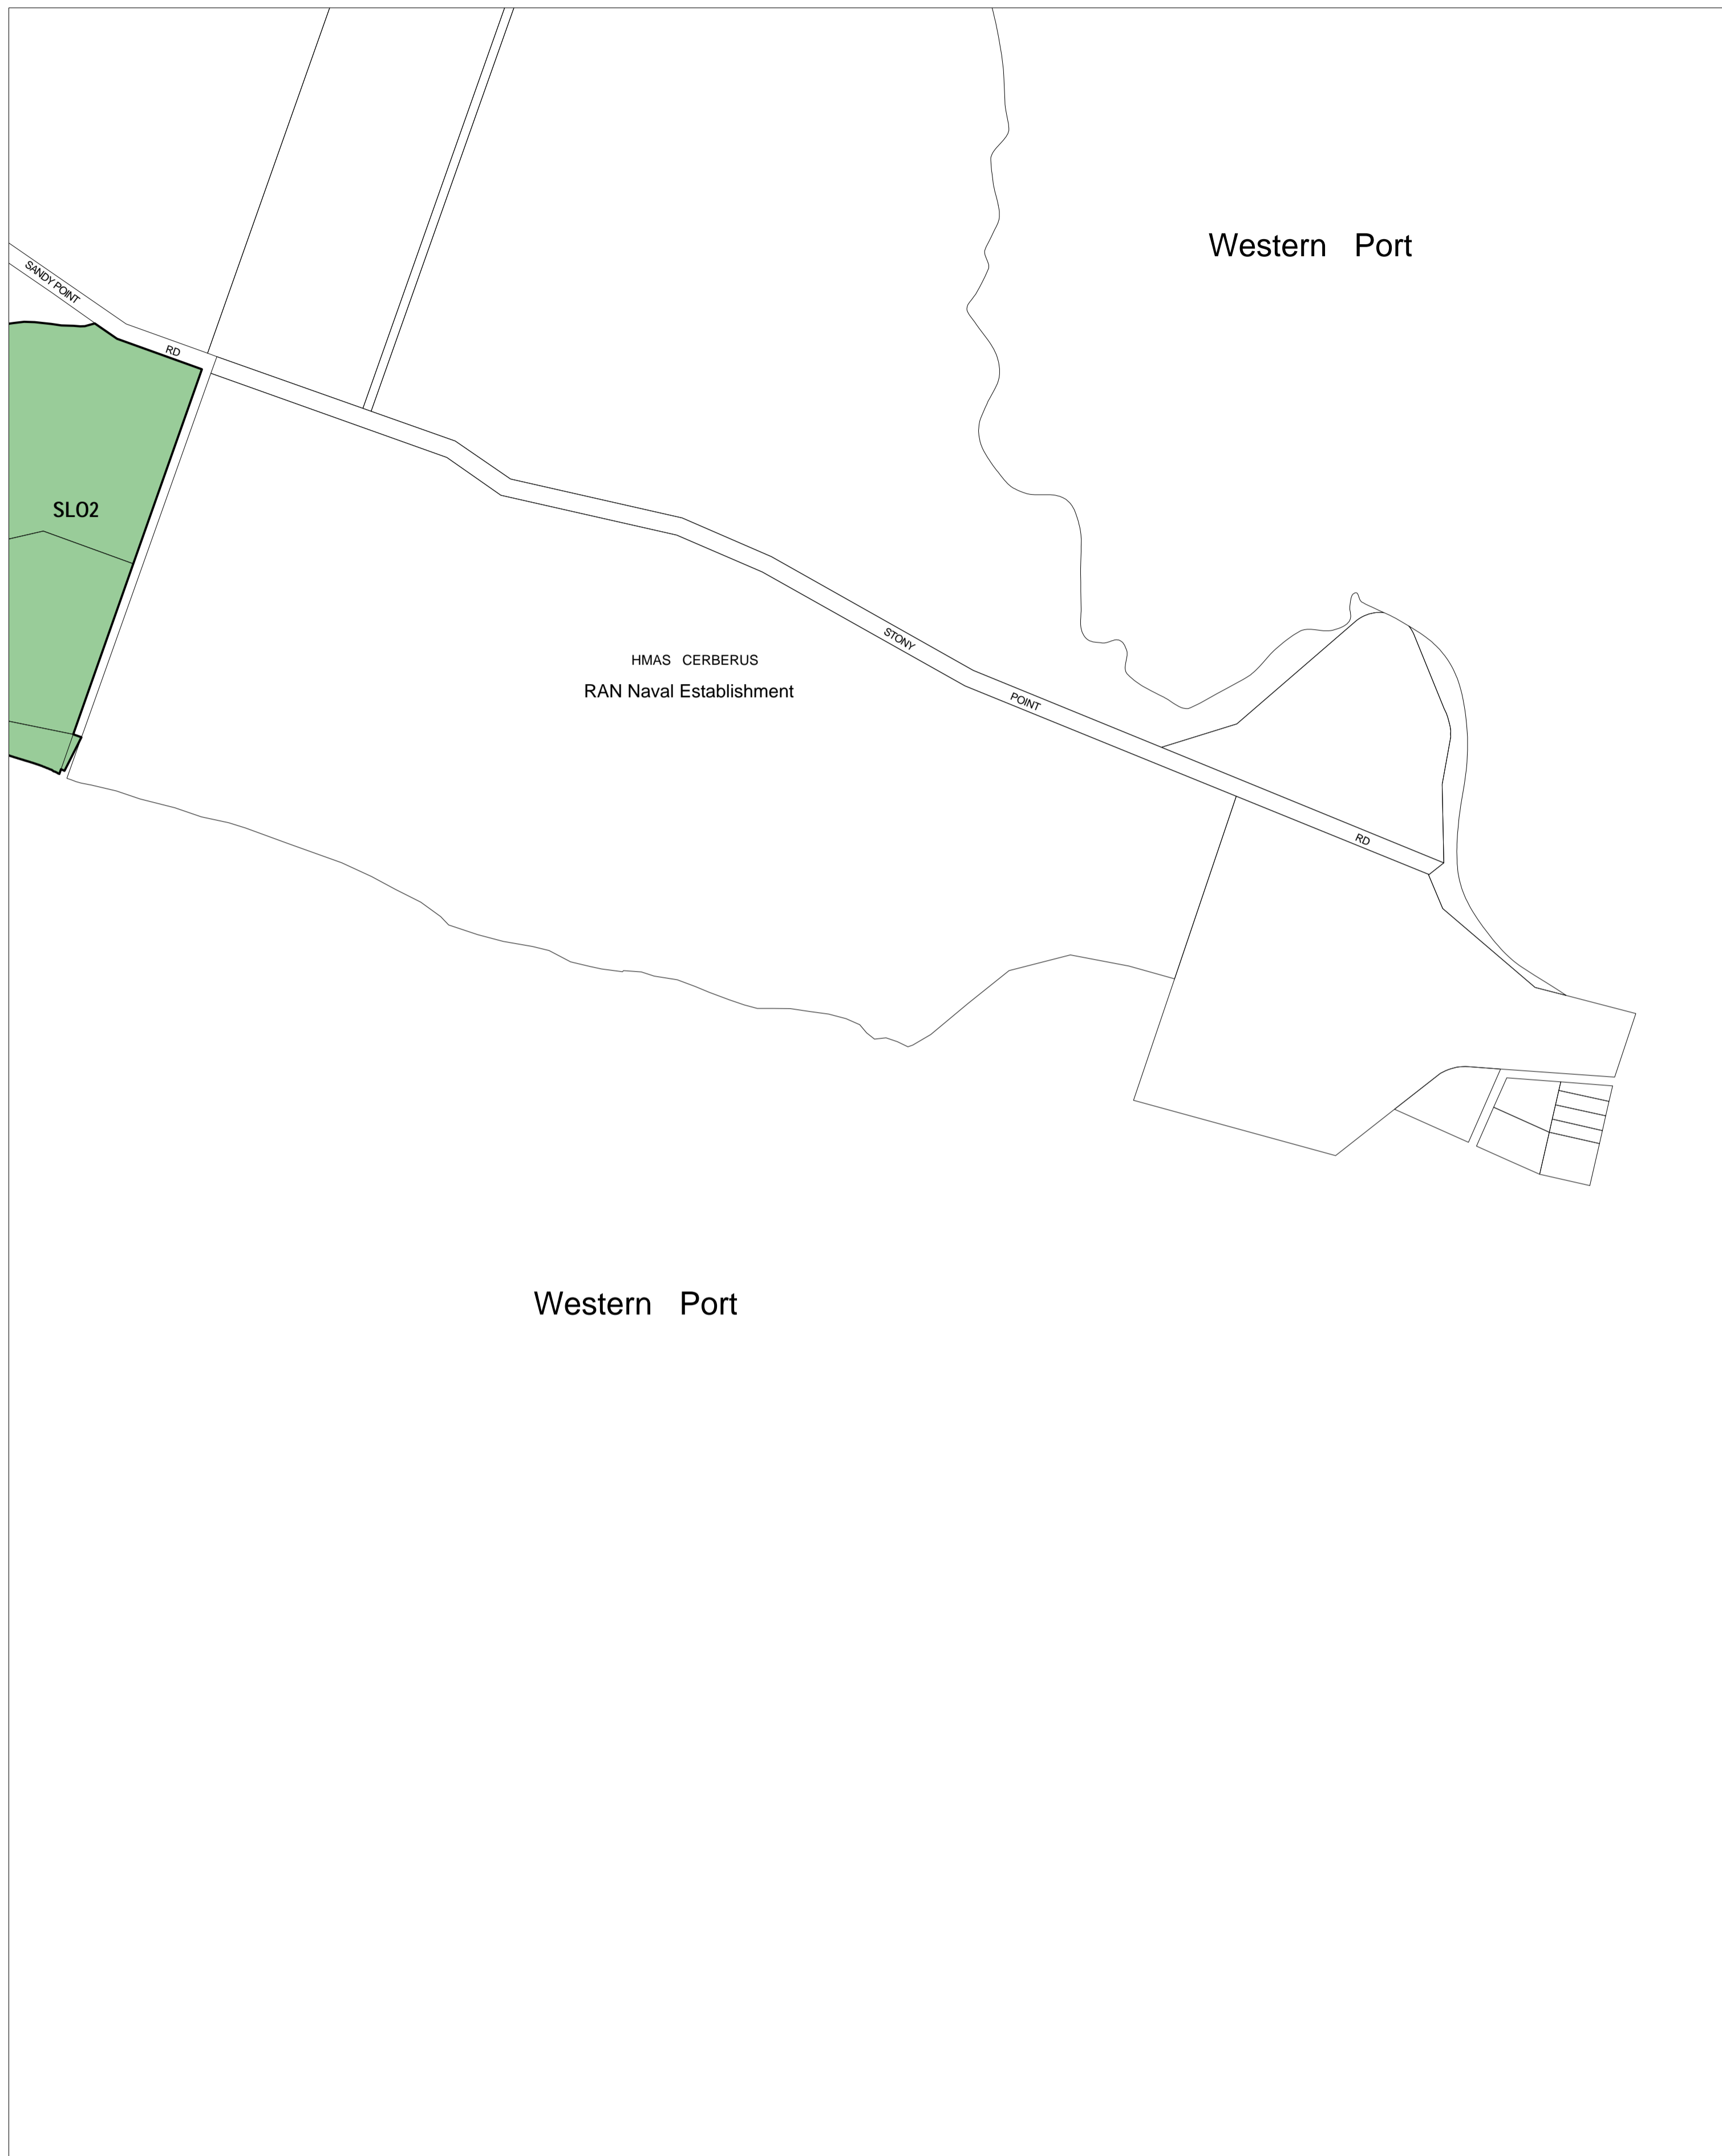 Western Port
SANDY POINT
RD
SLO2
STONY
HMAS CERBERUS
RAN Naval Establishment
POINT
RD
Western Port